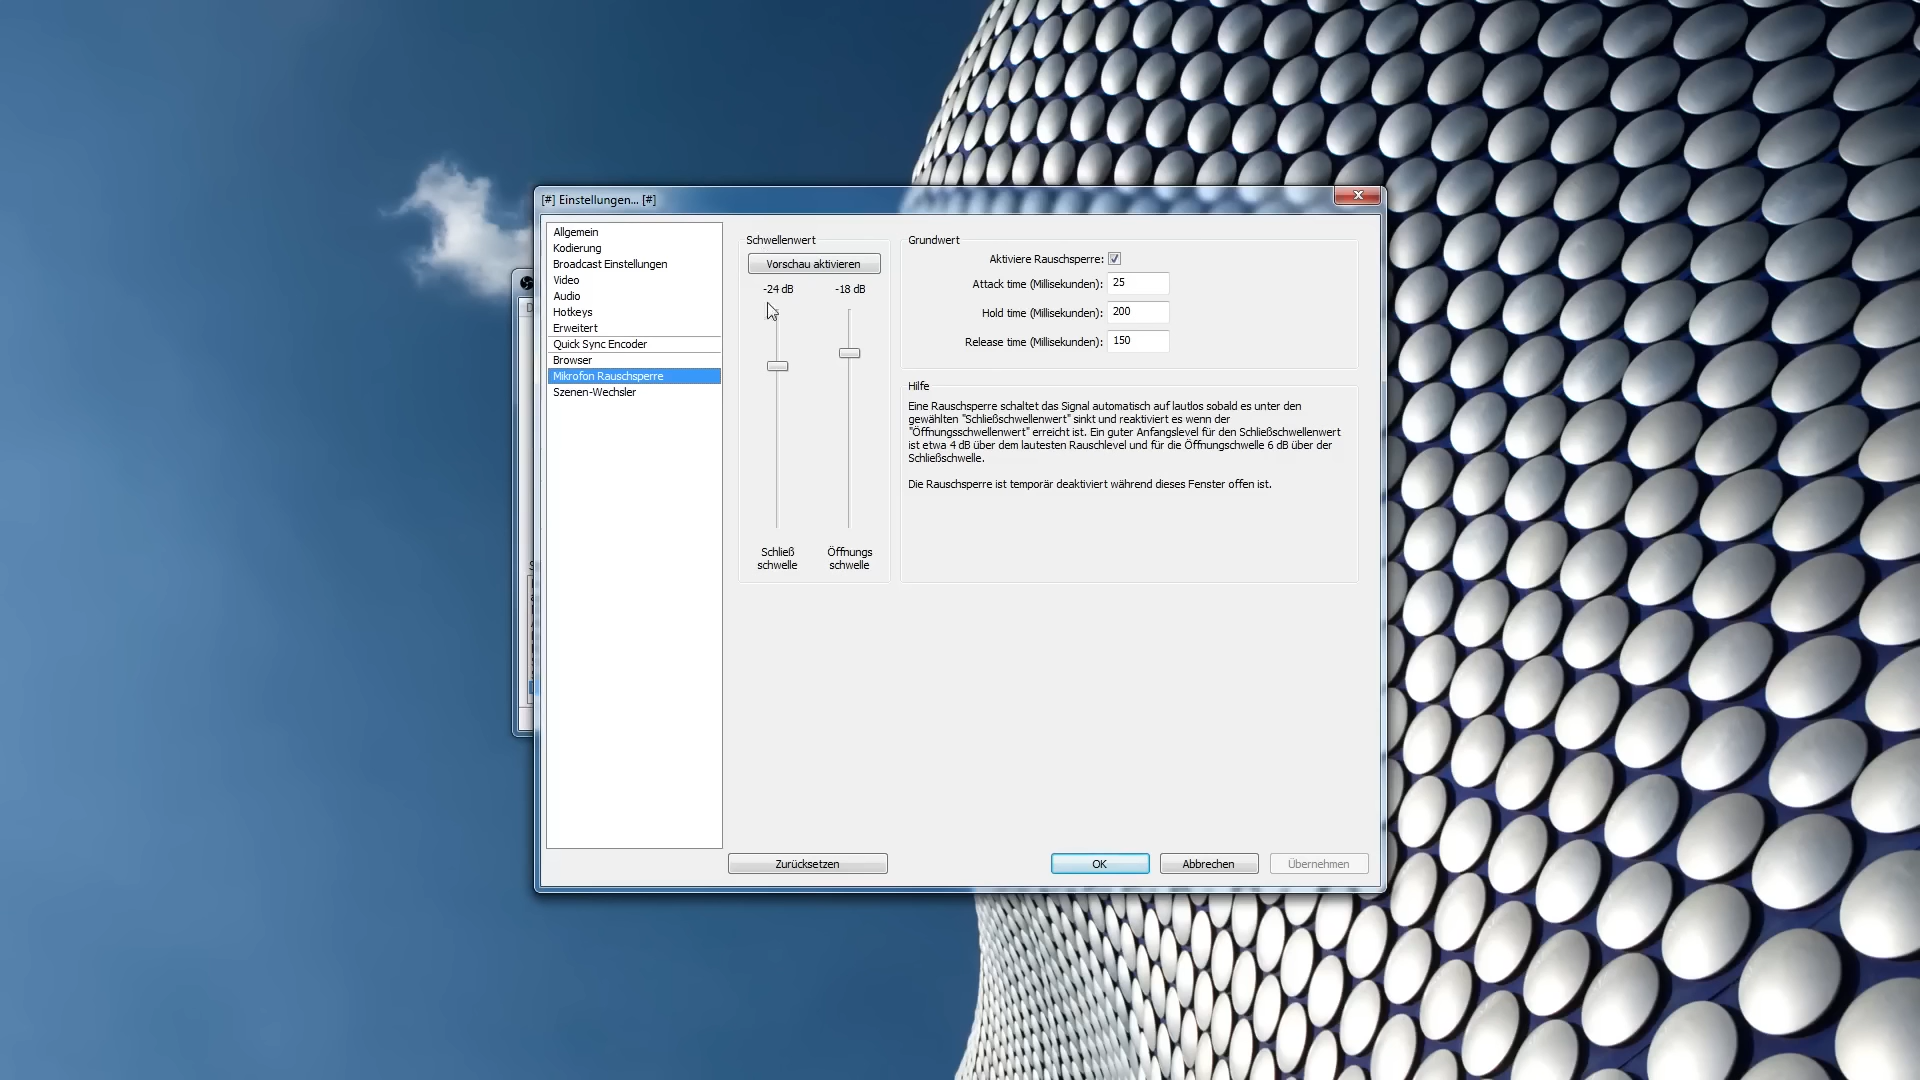 [#] Einstellungen... [#]
Allgemein
Kodierung
Broadcast Einstellungen
Video
Audio
Hotkeys
Erweitert
Quick Sync Encoder
Browser
Mikrofon Rauschsperre
Szenen-Wechsler
Schwellenwert
Vorschau aktivieren
-24 dB
-18 dB
Schließ
schwelle
Öffnungs
schwelle
Grundwert
Aktiviere Rauschsperre:
Attack time (Millisekunden): 25
Hold time (Millisekunden): 200
Release time (Millisekunden): 150
Hilfe
Eine Rauschsperre schaltet das Signal automatisch auf lautlos sobald es unter den
gewählten "Schließschwellenwert" sinkt und reaktiviert es wenn der
"Öffnungsschwellenwert" erreicht ist. Ein guter Anfangslevel für den Schließschwellenwert
ist etwa 4 dB über dem lautesten Rauschlevel und für die Öffnungschwelle 6 dB über der
Schließschwelle.
Die Rauschsperre ist temporär deaktiviert während dieses Fenster offen ist.
Zurücksetzen
OK
Abbrechen
Übernehmen